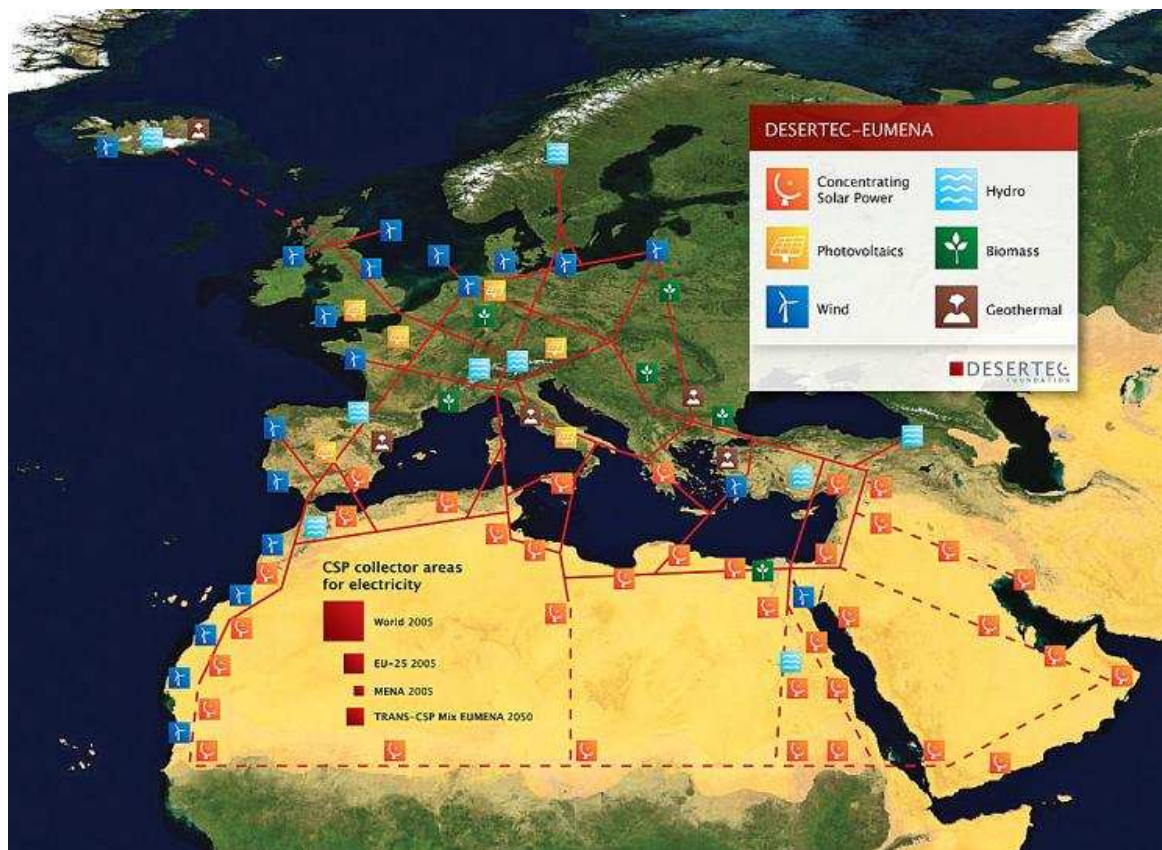 DESERTEC-EUMENA
Concentrating
Solar Power
Hydro
Photovoltaics
Biomass
Wind
Geothermal
DESERTEC
FOUNDATION
CSP collector areas
for electricity
World 2005
EU-25 2005
MENA 2005
TRANS-CSP Mix EUMENA 2050